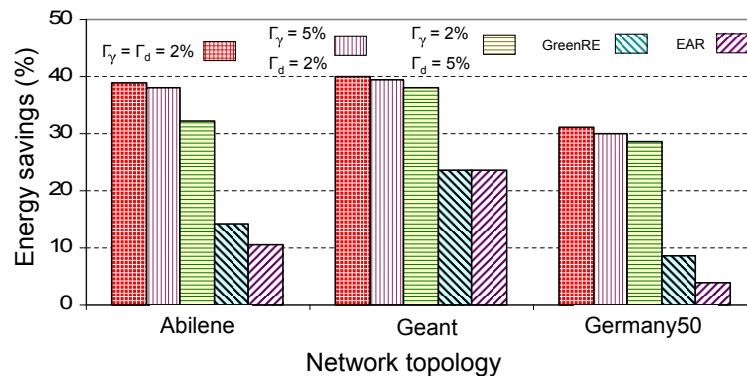 50
40
30
20
10
0
Energy savings (%)
Γγ = Γd = 2%
Γγ = 5%
Γd = 2%
Γγ = 2%
Γd = 5%
GreenRE
EAR
Abilene
Geant
Germany50
Network topology